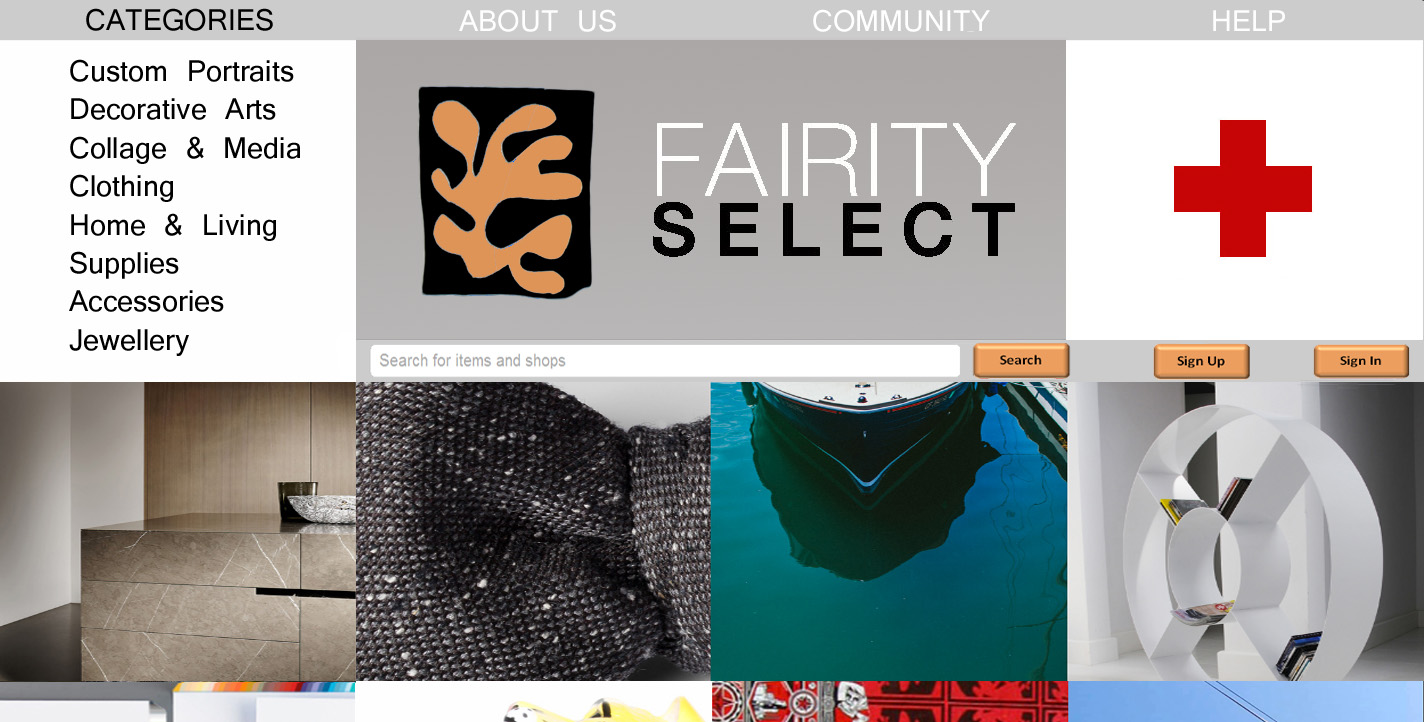 CATEGORIES
ABOUT US
COMMUNITY
HELP
Custom Portraits
Decorative Arts
Collage & Media
Clothing
Home & Living
Supplies
Accessories
Jewellery
FAIRITY
SELECT
Search for items and shops
Search
Sign Up
Sign In